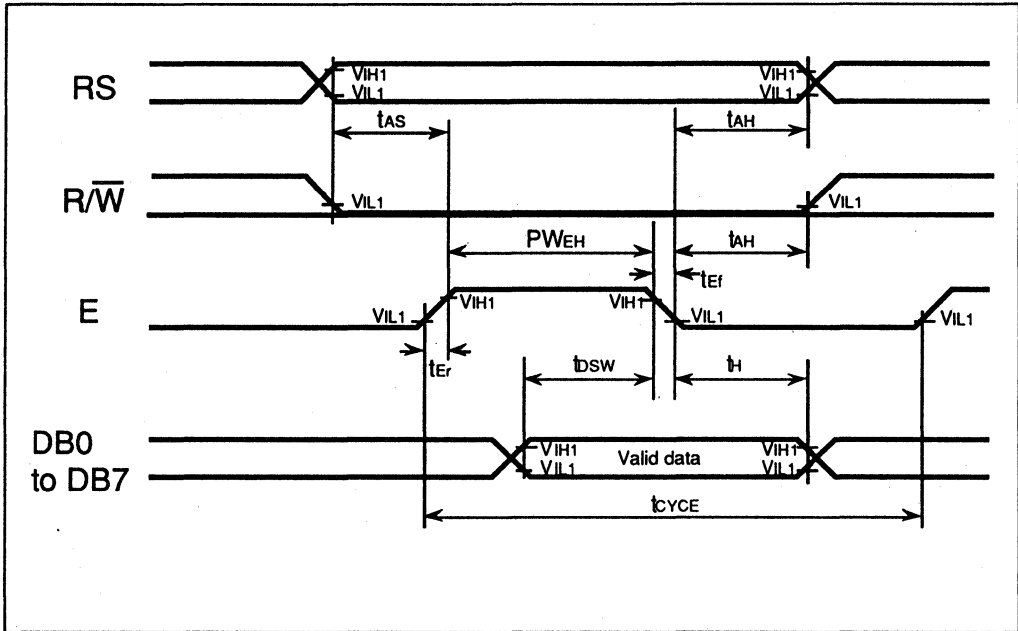 RS
VIH1
VIL1
VIH1
VIL1
tAS
tAH
R/W̅
VIL1
VIL1
PWEH
tAH
tEf
E
VIL1
VIH1
VIH1
VIL1
VIL1
tEr
tDSW
tH
DB0
to DB7
VIH1
VIL1
Valid data
VIH1
VIL1
tCYCE